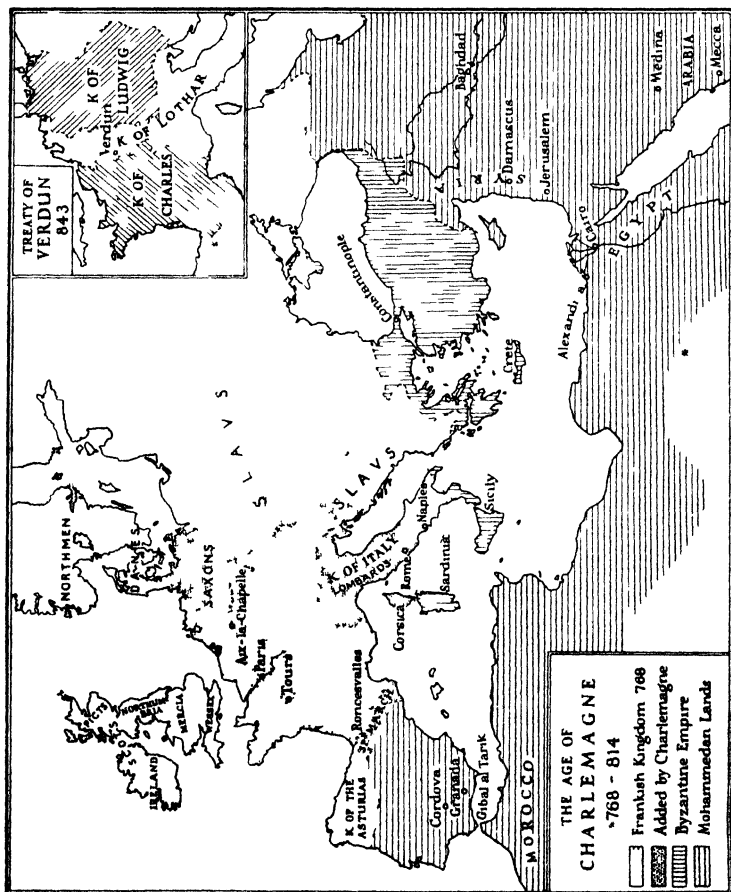 THE AGE OF
CHARLEMAGNE
768 - 814
Frankish Kingdom 768
Added by Charlemagne
Byzantine Empire
Mohammedan Lands
TREATY OF
VERDUN
843
K OF
LUDWIG
Verdun
K OF
LOTHAR
K OF
CHARLES
NORTHMEN
DANES
IRELAND
MERCIA
WESSEX
SAXONS
SLAVS
Aix-la-Chapelle
Paris
Tours
SLAVS
Roncesvalles
K OF THE
ASTURIAS
K OF ITALY
LOMBARDS
Corsica
Rome
Naples
Sardinia
Sicily
Cordova
Granada
Gibal al Tarik
MOROCCO
Constantinople
Crete
Baghdad
Damascus
Jerusalem
Cairo
EGYPT
Medina
ARABIA
Mecca